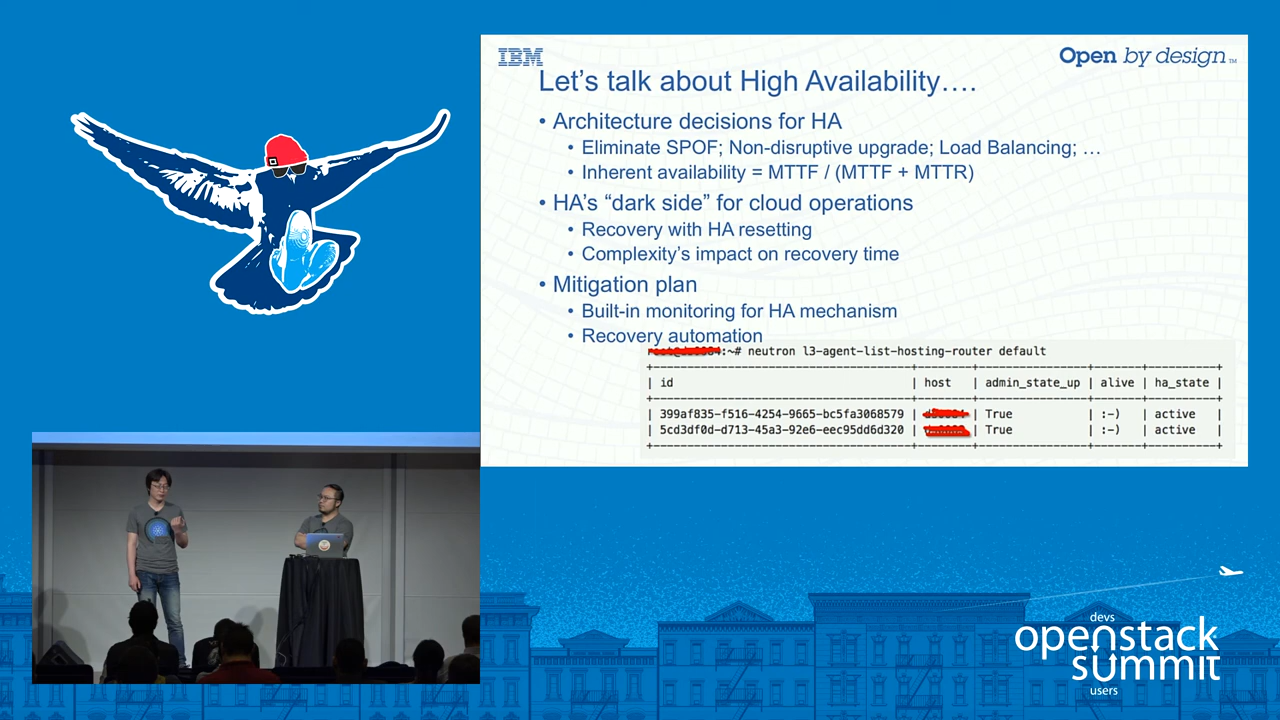 IBM
Open by design™
Let's talk about High Availability….
• Architecture decisions for HA
• Eliminate SPOF; Non-disruptive upgrade; Load Balancing; …
• Inherent availability = MTTF / (MTTF + MTTR)
• HA's “dark side” for cloud operations
• Recovery with HA resetting
• Complexity's impact on recovery time
• Mitigation plan
• Built-in monitoring for HA mechanism
• Recovery automation
:~# neutron l3-agent-list-hosting-router default
| id | host | admin_state_up | alive | ha_state |
| 399af835-f516-4254-9665-bc5fa3068579 | | True | :-) | active |
| 5cd3df0d-d713-45a3-92e6-eec95dd6d320 | | True | :-) | active |
devs
openstack
summit
users